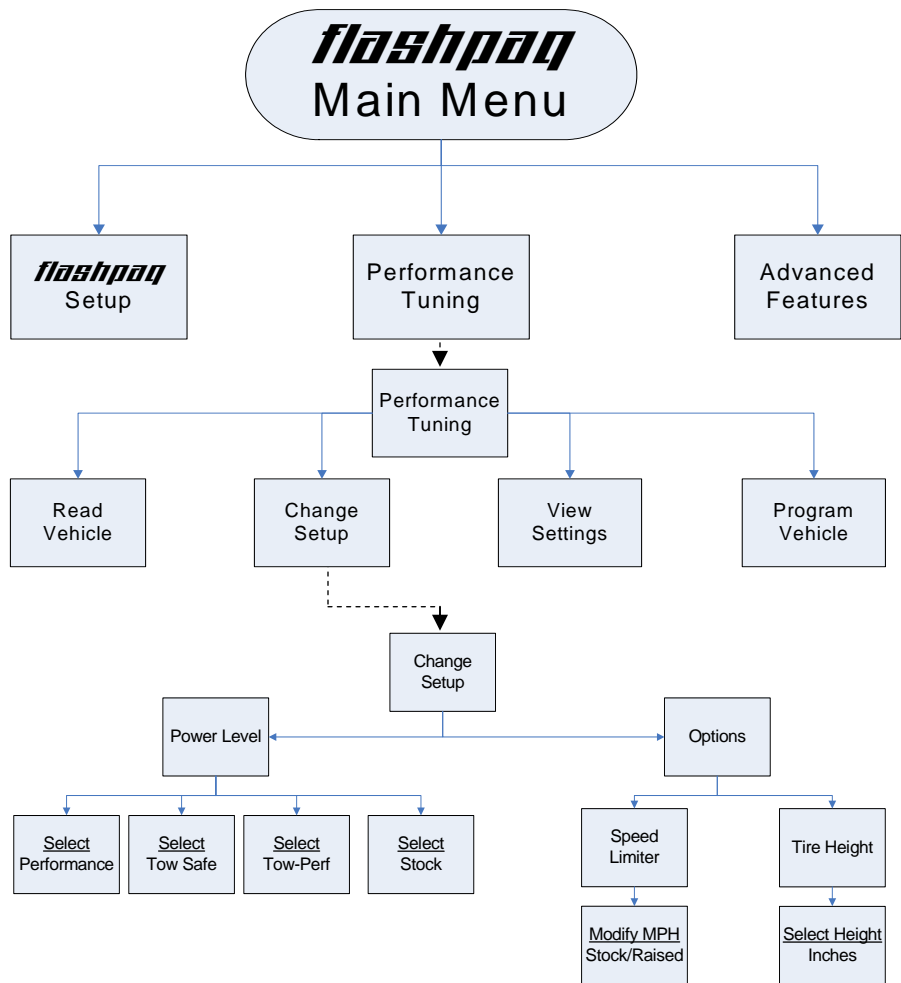 flashpaq
Main Menu
flashpaq
Setup
Performance
Tuning
Advanced
Features
Performance
Tuning
Read
Vehicle
Change
Setup
View
Settings
Program
Vehicle
Change
Setup
Power Level
Options
Select
Performance
Select
Tow Safe
Select
Tow-Perf
Select
Stock
Speed
Limiter
Tire Height
Modify MPH
Stock/Raised
Select Height
Inches